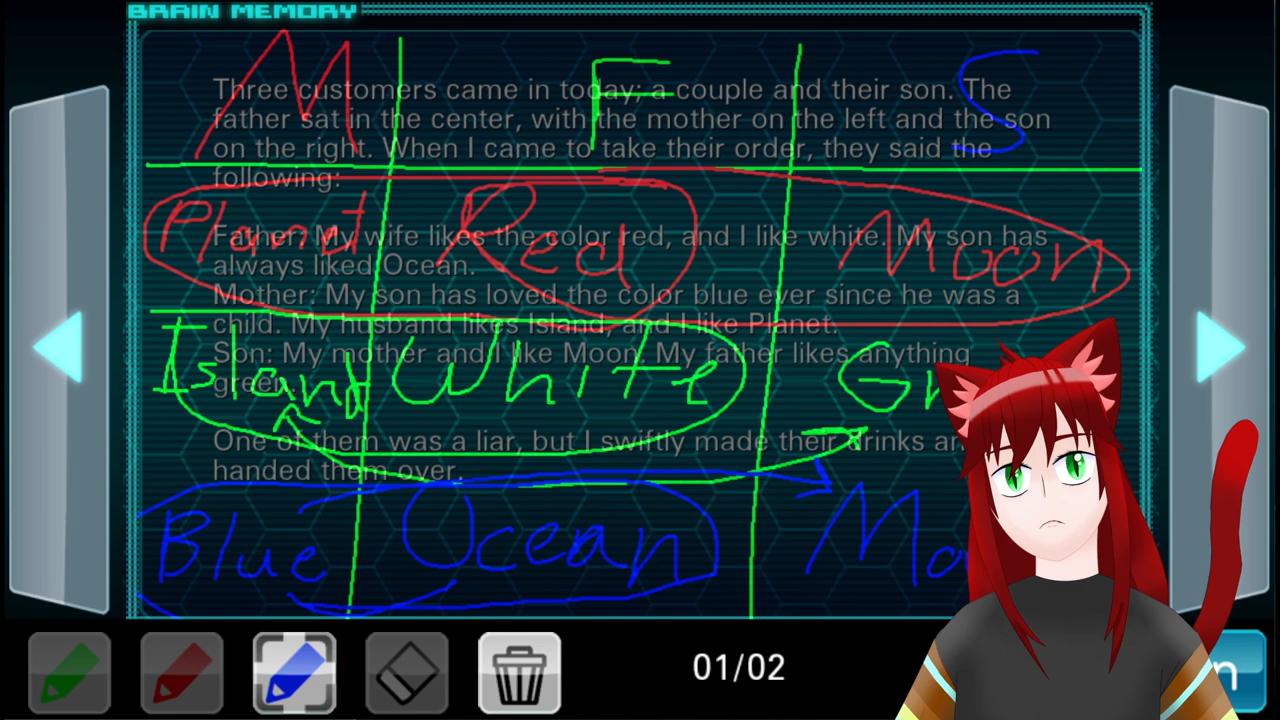 BRAIN MEMORY
M F S
Three customers came in today; a couple and their son. The
father sat in the center, with the mother on the left and the son
on the right. When I came to take their order, they said the
following:
Planet Red Moon
Father: My wife likes the color red, and I like white. My son has
always liked Ocean.
Mother: My son has loved the color blue ever since he was a
child. My husband likes Island, and I like Planet.
Son: My mother and I like Moon. My father likes anything
green.
Island White
One of them was a liar, but I swiftly made their drinks
handed them over.
Blue Ocean
01/02